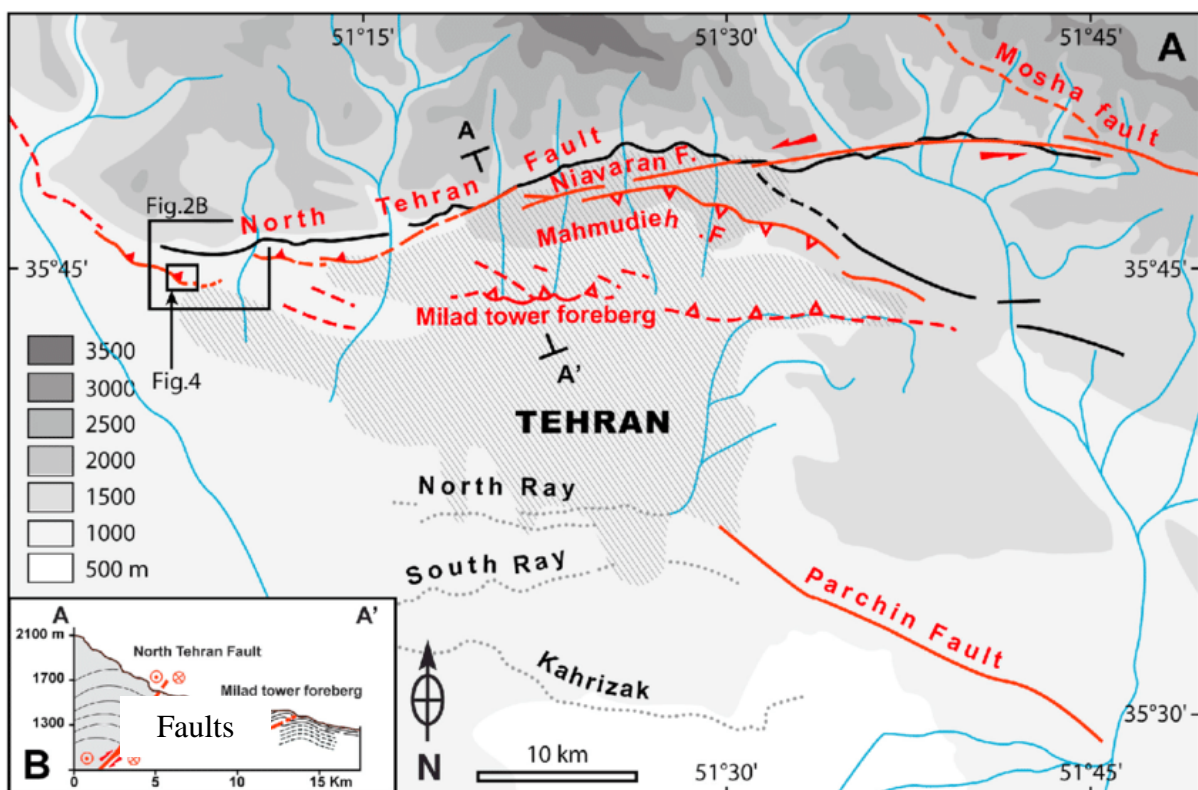 51°15'
51°30'
51°45'
A
Mosha fault
A
North Tehran Fault
Niavaran F.
Fig.2B
Mahmudieh .F
35°45'
35°45'
Milad tower foreberg
3500
3000
2500
2000
1500
1000
500 m
Fig.4
A'
TEHRAN
North Ray
South Ray
Parchin Fault
Kahrizak
35°30'
N
10 km
51°30'
51°45'
A
A'
2100 m
North Tehran Fault
1700
Milad tower foreberg
1300
Faults
B
0
5
10
15 Km